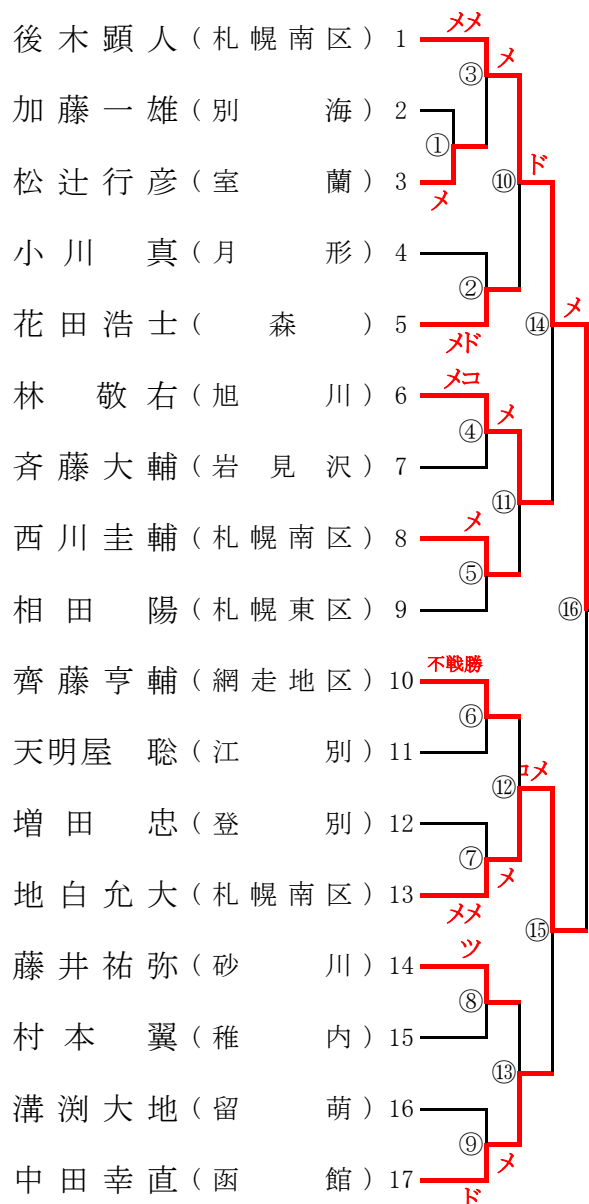 メメ
後木顕人（札幌南区）1
③ メ
加藤一雄（別海）2
①
松辻行彦（室蘭）3
⑩ ド
メ
小川真（月形）4
②
花田浩士（森）5
⑭ メ
メド
メコ
林敬右（旭川）6
④ メ
斉藤大輔（岩見沢）7
⑪
メ
西川圭輔（札幌南区）8
⑤
相田陽（札幌東区）9
⑯
不戦勝
齊藤亨輔（網走地区）10
⑥
天明屋聡（江別）11
⑫ コメ
増田忠（登別）12
⑦ メ
地白允大（札幌南区）13
メメ
⑮
ツ
藤井祐弥（砂川）14
⑧
村本翼（稚内）15
⑬
溝渕大地（留萌）16
⑨ メ
中田幸直（函館）17
ド